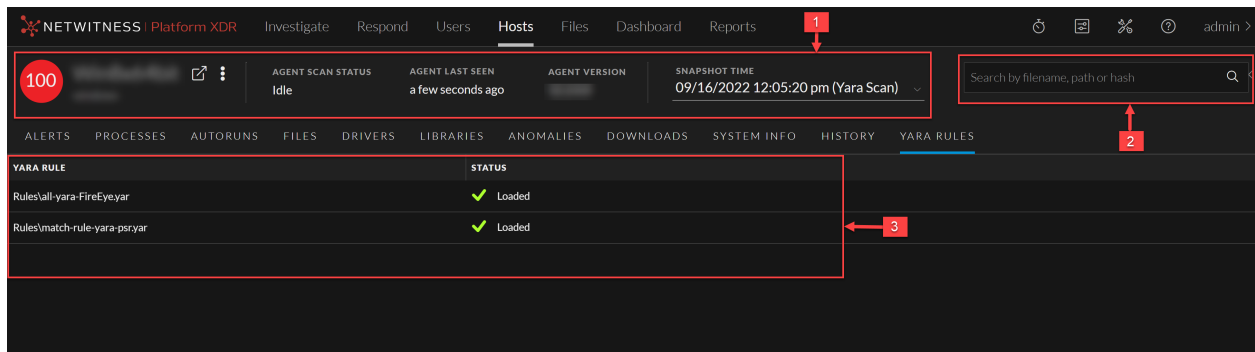 NETWITNESS Platform XDR Investigate Respond Users Hosts Files Dashboard Reports 1 admin
100 AGENT SCAN STATUS AGENT LAST SEEN AGENT VERSION SNAPSHOT TIME
Idle a few seconds ago 09/16/2022 12:05:20 pm (Yara Scan) Search by filename, path or hash
ALERTS PROCESSES AUTORUNS FILES DRIVERS LIBRARIES ANOMALIES DOWNLOADS SYSTEM INFO HISTORY YARA RULES 2
YARA RULE STATUS
Rules\all-yara-FireEye.yar Loaded
Rules\match-rule-yara-psr.yar Loaded 3